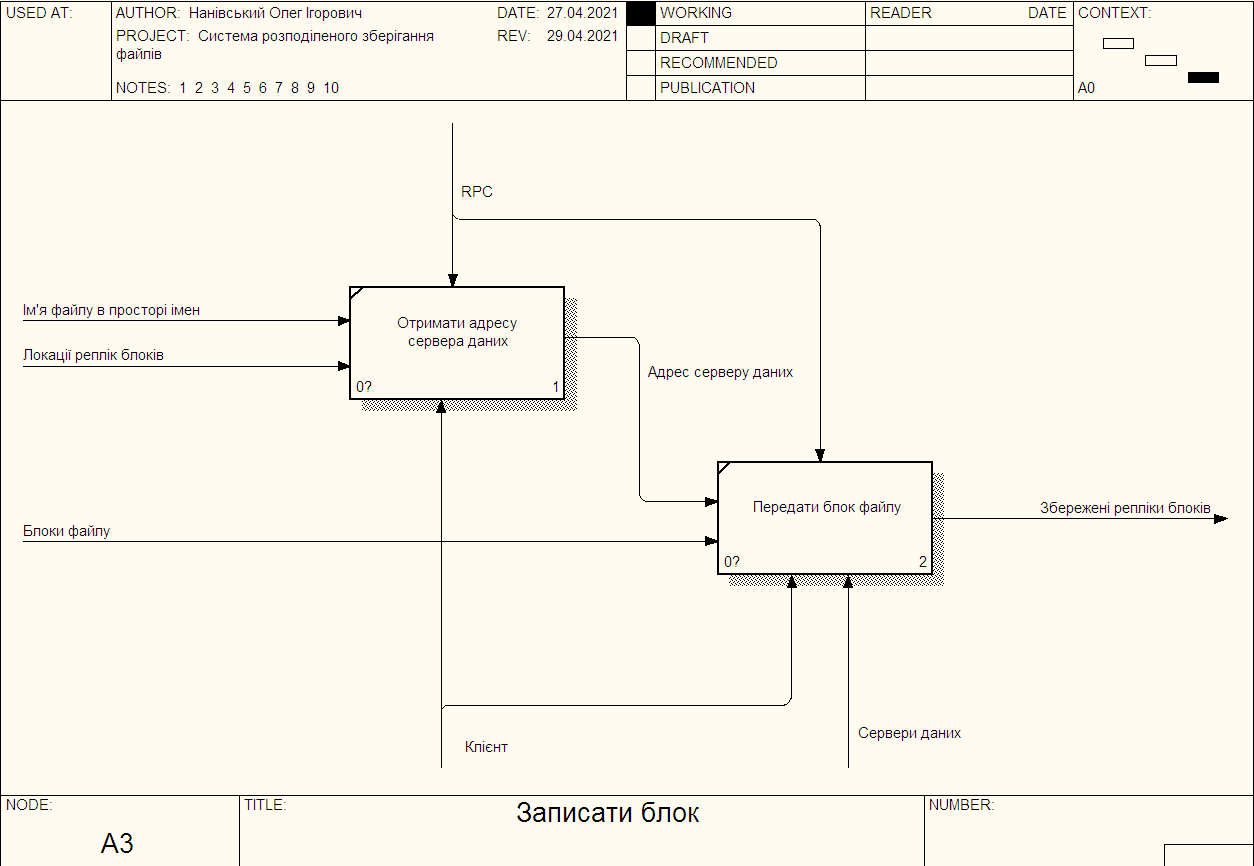 USED AT:
AUTHOR: Нанівський Олег Ігорович
DATE: 27.04.2021
PROJECT: Система розподіленого зберігання
файлів
REV: 29.04.2021
NOTES: 1 2 3 4 5 6 7 8 9 10
WORKING
DRAFT
RECOMMENDED
PUBLICATION
READER
DATE
CONTEXT:
A0
RPC
Ім'я файлу в просторі імен
Локації реплік блоків
Отримати адресу
сервера даних
0?
1
Адрес серверу даних
Блоки файлу
Передати блок файлу
0?
2
Збережені репліки блоків
Клієнт
Сервери даних
NODE:
A3
TITLE:
Записати блок
NUMBER: